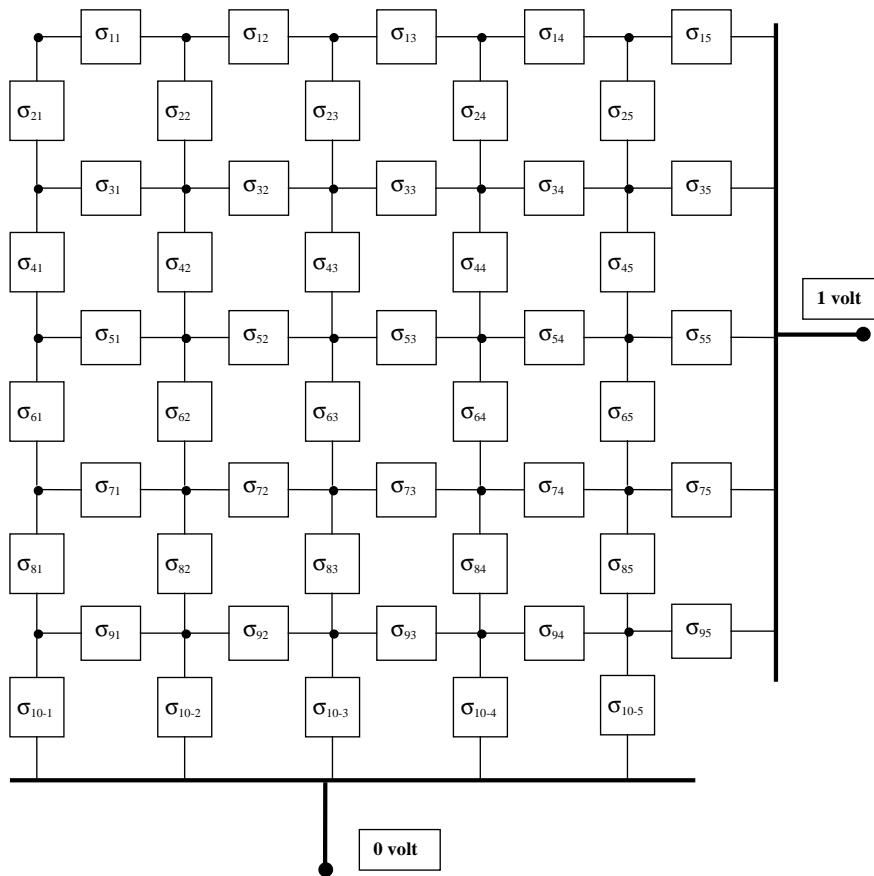 σ11 σ12 σ13 σ14 σ15
σ21 σ22 σ23 σ24 σ25
σ31 σ32 σ33 σ34 σ35
σ41 σ42 σ43 σ44 σ45
1 volt
σ51 σ52 σ53 σ54 σ55
σ61 σ62 σ63 σ64 σ65
σ71 σ72 σ73 σ74 σ75
σ81 σ82 σ83 σ84 σ85
σ91 σ92 σ93 σ94 σ95
σ10-1 σ10-2 σ10-3 σ10-4 σ10-5
0 volt